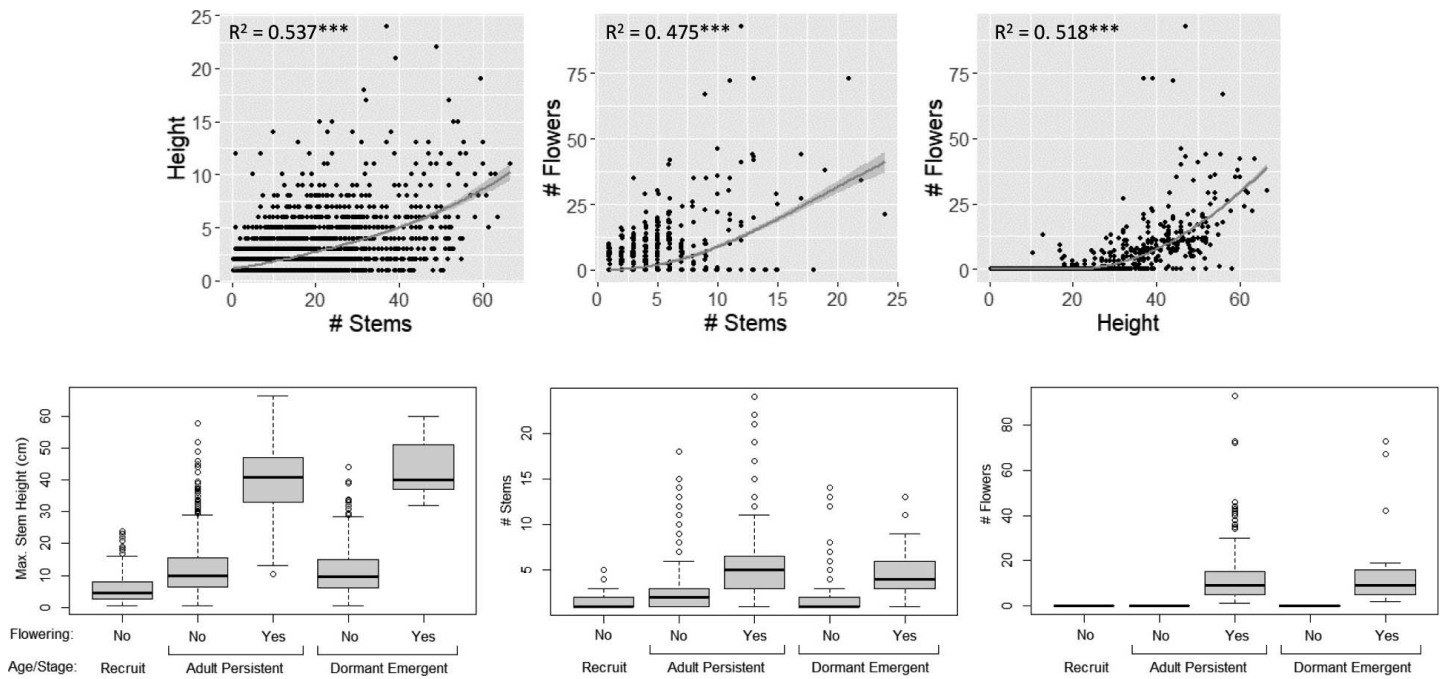 R² = 0.537***
25
20
15
10
5
0
Height
0
20
40
60
# Stems
R² = 0. 475***
75
50
25
0
# Flowers
0
5
10
15
20
25
# Stems
R² = 0. 518***
75
50
25
0
# Flowers
0
20
40
60
Height
60
50
40
30
20
10
0
Max. Stem Height (cm)
20
15
10
5
# Stems
80
60
40
20
0
# Flowers
Flowering: No No Yes No Yes
No No Yes No Yes
No No Yes No Yes
Age/Stage: Recruit Adult Persistent Dormant Emergent
Recruit Adult Persistent Dormant Emergent
Recruit Adult Persistent Dormant Emergent